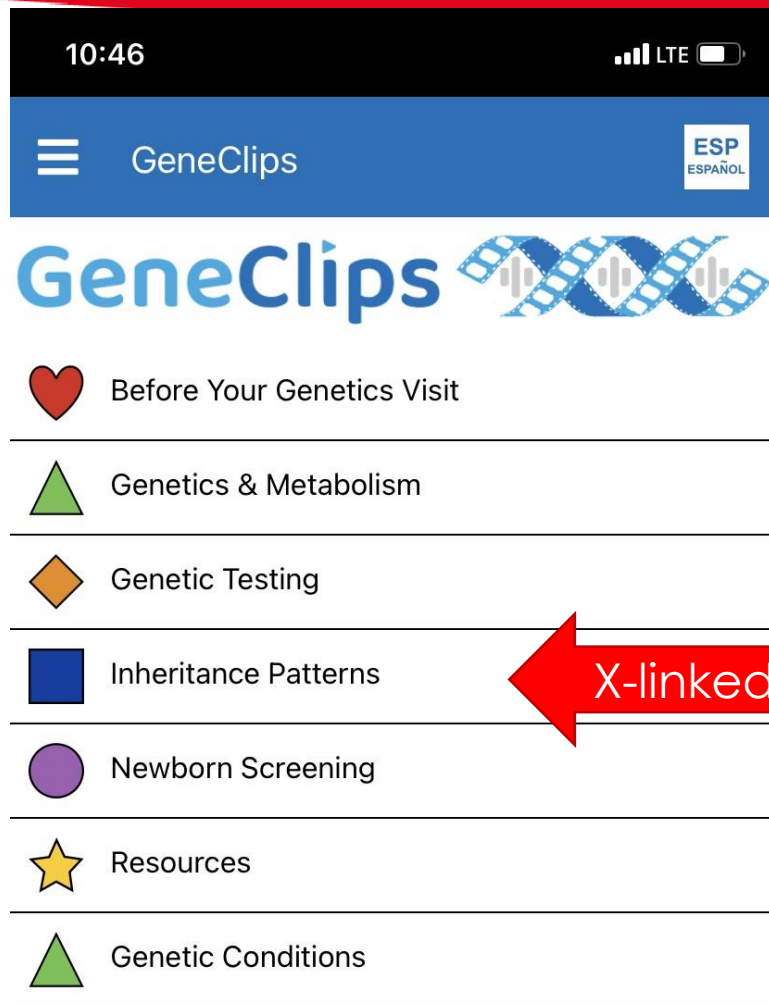 10:46 LTE
GeneClips ESP
ESPAÑOL
GeneClips
Before Your Genetics Visit
Genetics & Metabolism
Genetic Testing
Inheritance Patterns X-linked
Newborn Screening
Resources
Genetic Conditions